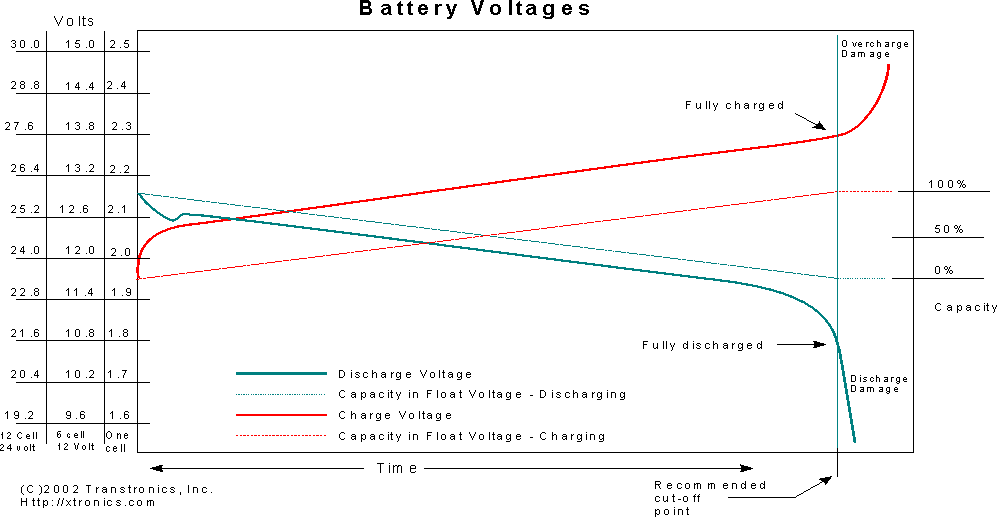 Battery Voltages
Volts
30.0 15.0 2.5
28.8 14.4 2.4
27.6 13.8 2.3
26.4 13.2 2.2
25.2 12.6 2.1
24.0 12.0 2.0
22.8 11.4 1.9
21.6 10.8 1.8
20.4 10.2 1.7
19.2 9.6 1.6
12 Cell 6 cell One
24 volt 12 Volt cell
Overcharge
Damage
Fully charged
100%
50%
0%
Capacity
Fully discharged
Discharge
Damage
Discharge Voltage
Capacity in Float Voltage - Discharging
Charge Voltage
Capacity in Float Voltage - Charging
Time
Recommended
cut-off
point
(C)2002 Transtronics, Inc.
Http://xtronics.com